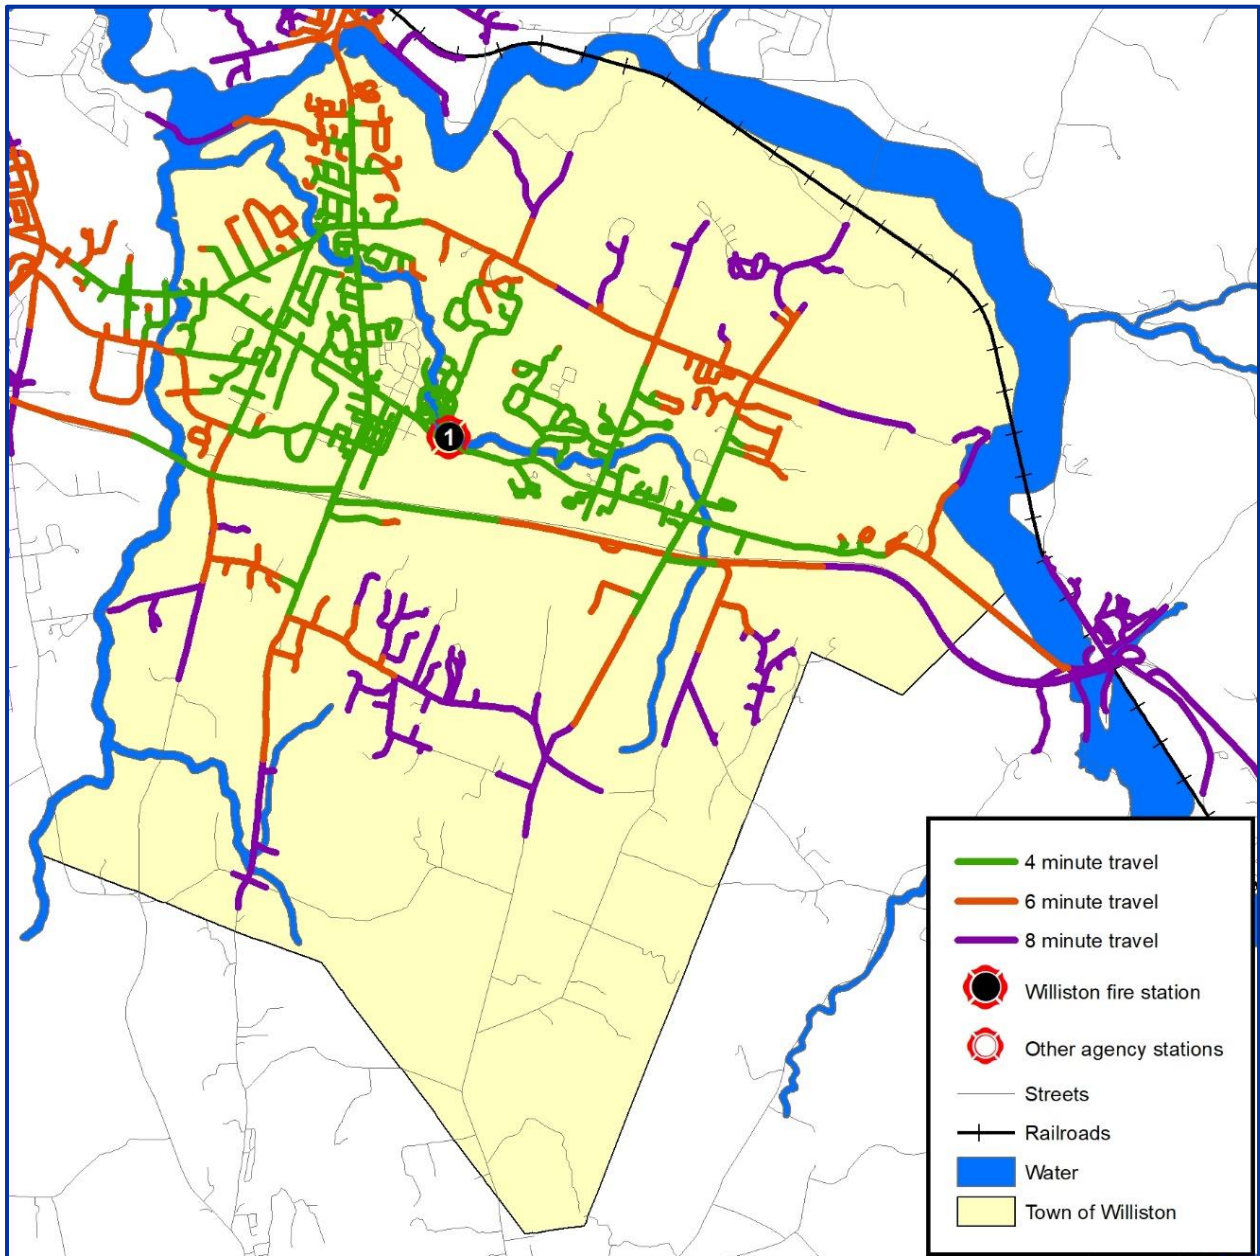 1
4 minute travel
6 minute travel
8 minute travel
Williston fire station
Other agency stations
Streets
Railroads
Water
Town of Williston